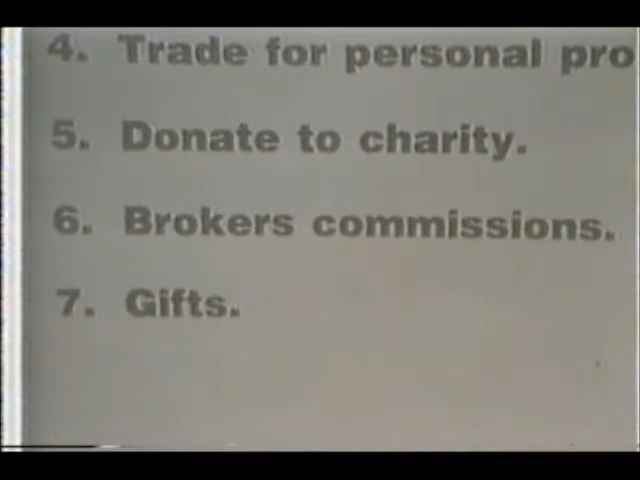 4. Trade for personal pro
5. Donate to charity.
6. Brokers commissions.
7. Gifts.